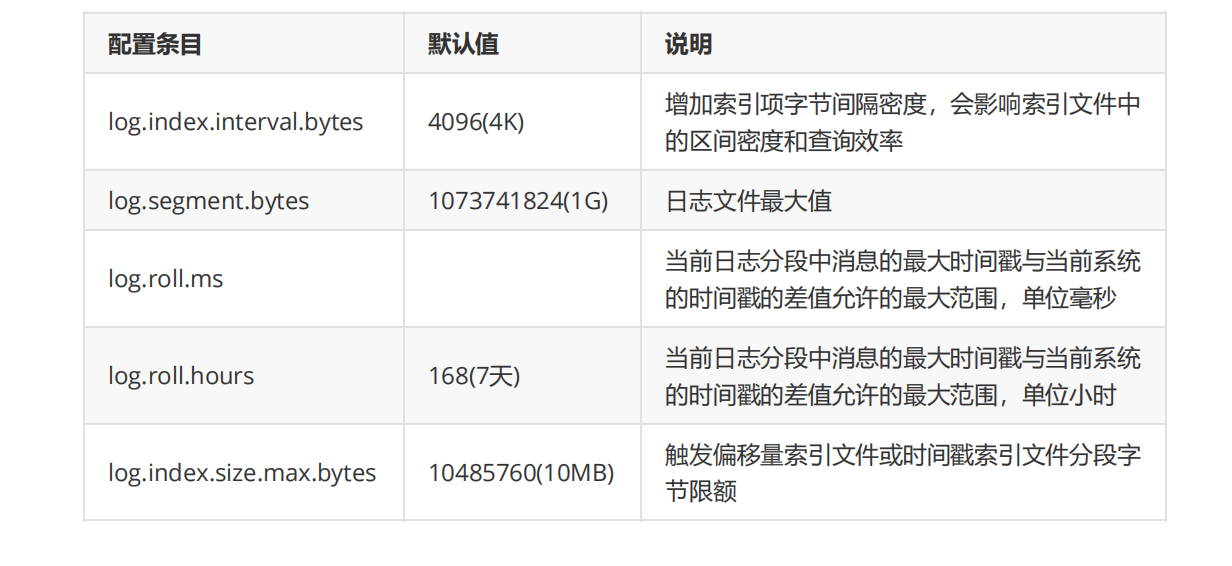 配置条目 默认值 说明
log.index.interval.bytes 4096(4K) 增加索引项字节间隔密度，会影响索引文件中
的区间密度和查询效率
log.segment.bytes 1073741824(1G) 日志文件最大值
log.roll.ms 当前日志分段中消息的最大时间戳与当前系统
的时间戳的差值允许的最大范围，单位毫秒
log.roll.hours 168(7天) 当前日志分段中消息的最大时间戳与当前系统
的时间戳的差值允许的最大范围，单位小时
log.index.size.max.bytes 10485760(10MB) 触发偏移量索引文件或时间戳索引文件分段字
节限额